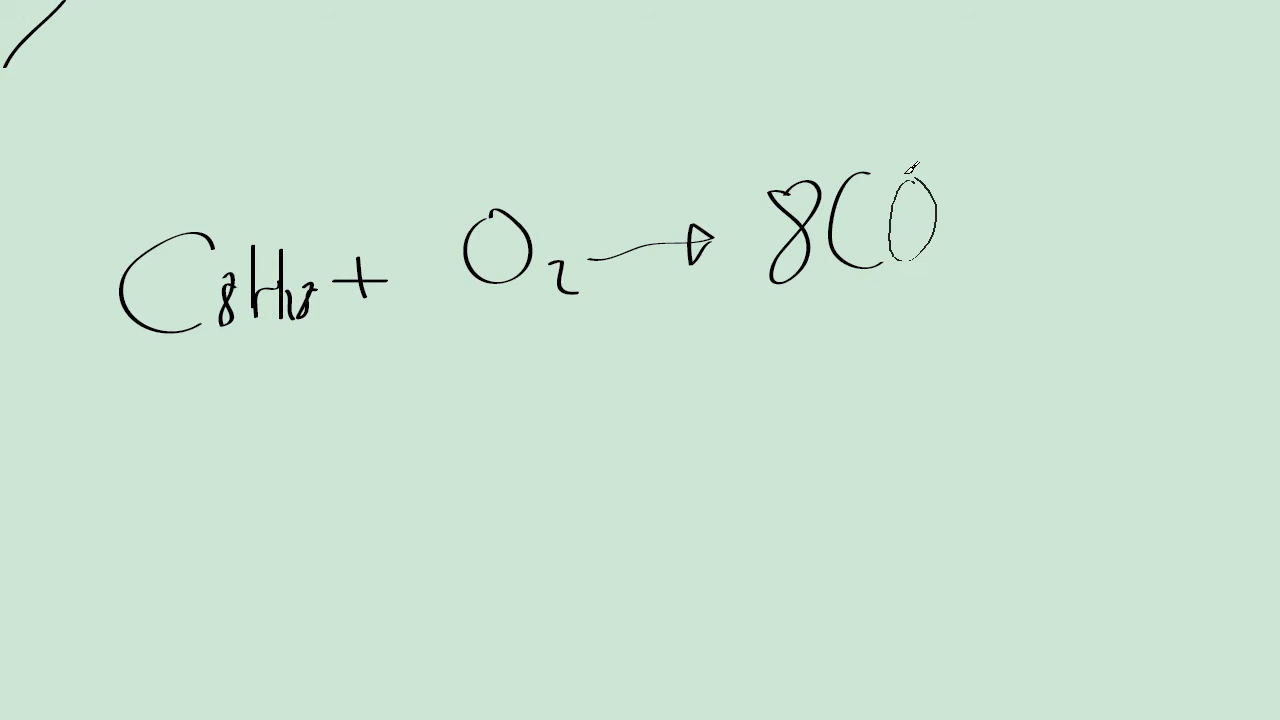 C₈H₁₈ + O₂ → 8CO